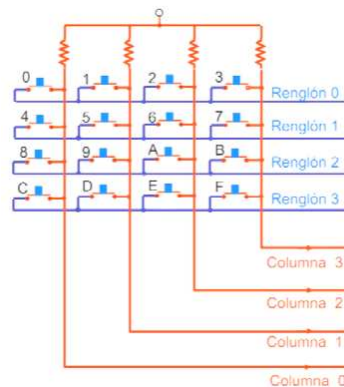 0 1 2 3 Renglón 0
4 5 6 7 Renglón 1
8 9 A B Renglón 2
C D E F Renglón 3
Columna 3
Columna 2
Columna 1
Columna 0